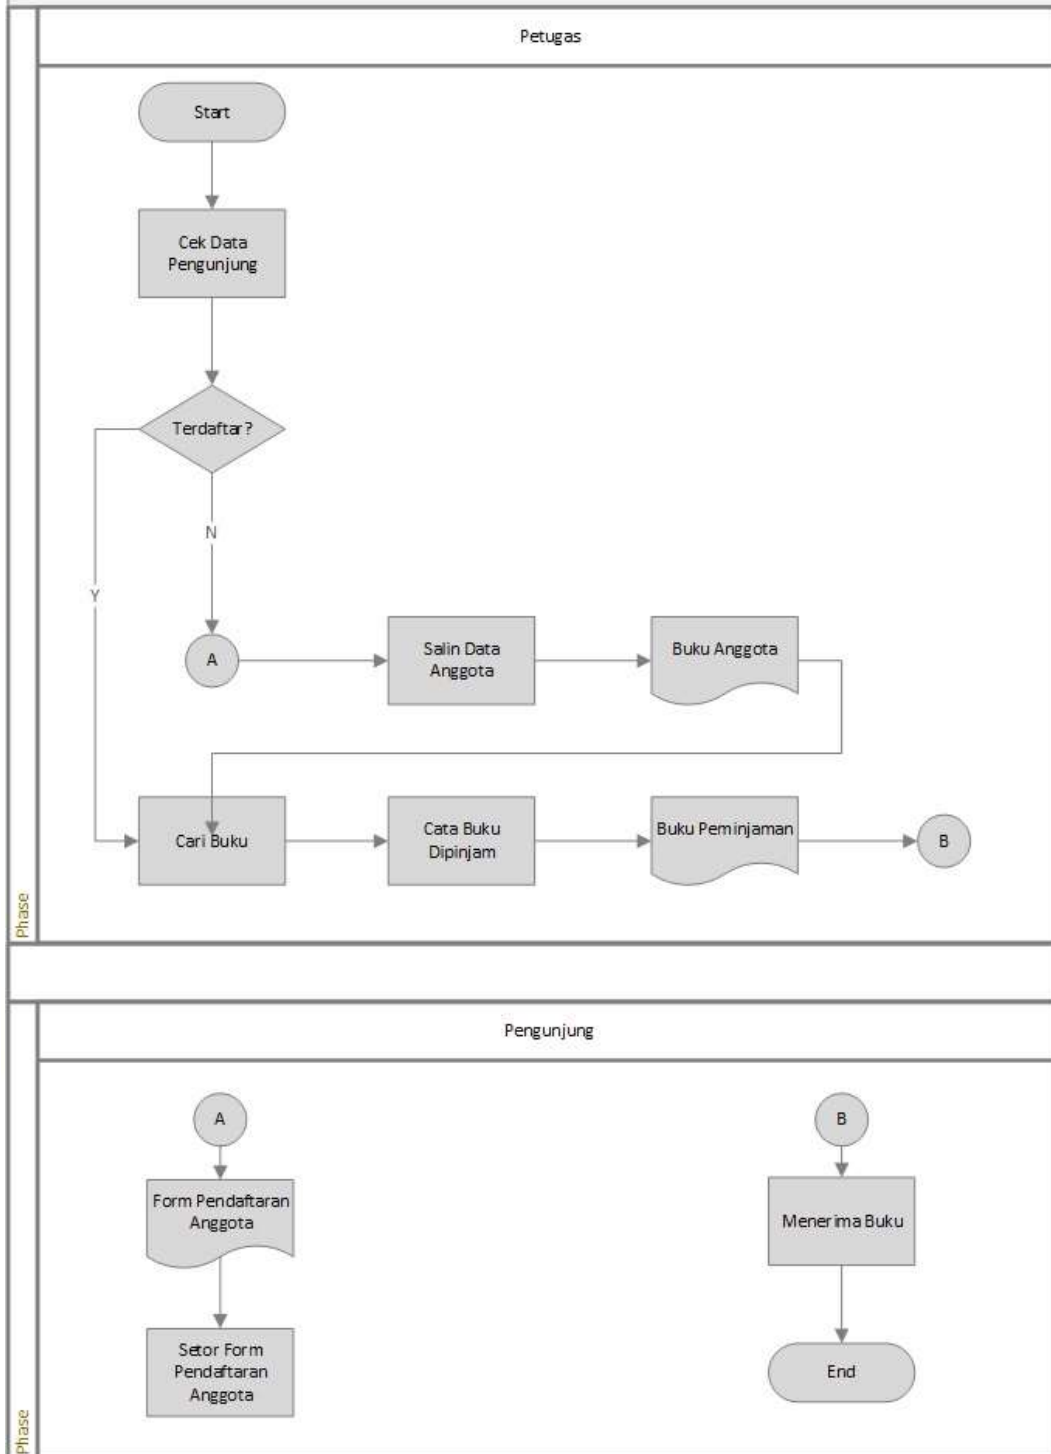 Petugas
Start
Cek Data
Pengunjung
Terdaftar?
N
Y
A
Salin Data
Anggota
Buku Anggota
Cari Buku
Cata Buku
Dipinjam
Buku Peminjaman
B
Phase
Pengunjung
A
Form Pendaftaran
Anggota
Setor Form
Pendaftaran
Anggota
B
Menerima Buku
End
Phase